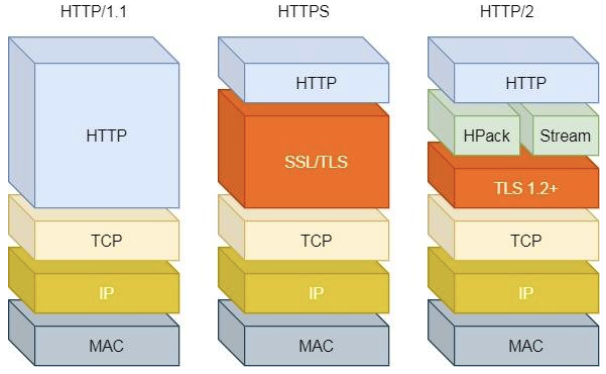 HTTP/1.1
HTTP
TCP
IP
MAC
HTTPS
HTTP
SSL/TLS
TCP
IP
MAC
HTTP/2
HTTP
HPack Stream
TLS 1.2+
TCP
IP
MAC